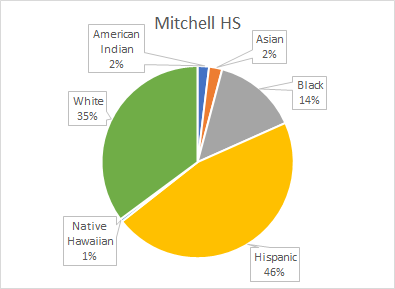 Mitchell HS
American
Indian
2%
Asian
2%
Black
14%
White
35%
Native
Hawaiian
1%
Hispanic
46%